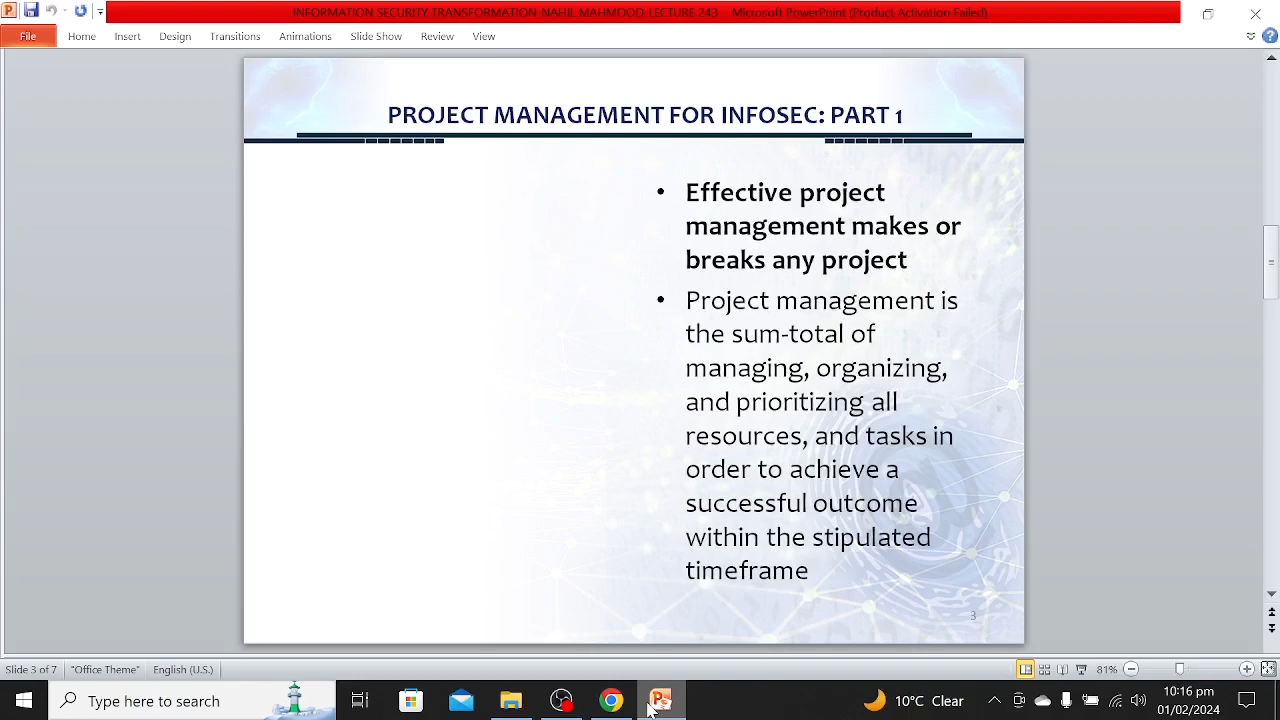 INFORMATION SECURITY TRANSFORMATION-NAHIL MAHMOOD-LECTURE 243 - Microsoft PowerPoint (Product Activation Failed)
File Home Insert Design Transitions Animations Slide Show Review View
PROJECT MANAGEMENT FOR INFOSEC: PART 1
• Effective project
management makes or
breaks any project
• Project management is
the sum-total of
managing, organizing,
and prioritizing all
resources, and tasks in
order to achieve a
successful outcome
within the stipulated
timeframe
3
Slide 3 of 7 "Office Theme" English (U.S.) 81%
Type here to search 10°C Clear 10:16 pm
01/02/2024